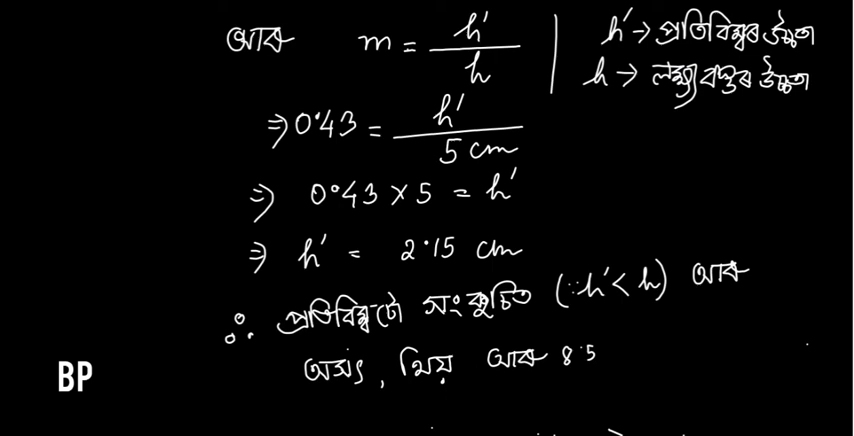 আৰু m = h'/h | h' → প্ৰতিবিম্বৰ উচ্চতা
h → লক্ষ্যবস্তুৰ উচ্চতা
⇒ 0.43 = h'/5 cm
⇒ 0.43 × 5 = h'
⇒ h' = 2.15 cm
∴ প্ৰতিবিম্বটো সংকুচিত (∵ h' < h) আৰু
অসৎ, থিয় আৰু 8.5
BP